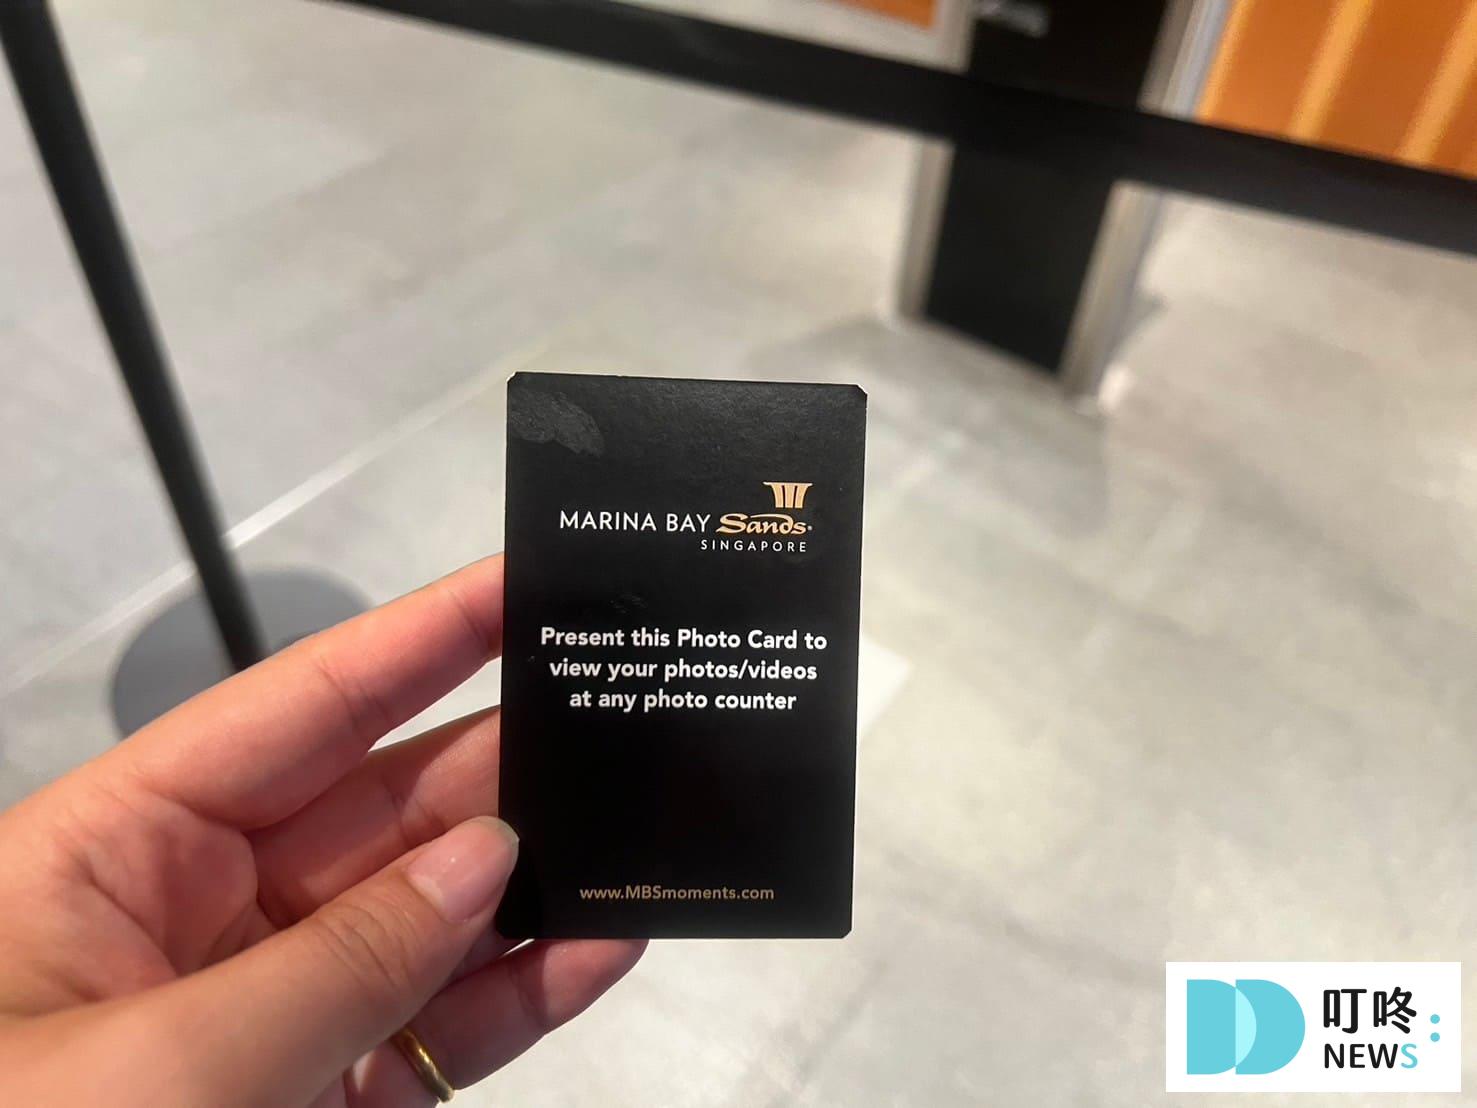 MARINA BAY Sands
SINGAPORE
Present this Photo Card to
view your photos/videos
at any photo counter
www.MBSmoments.com
叮咚
NEWS